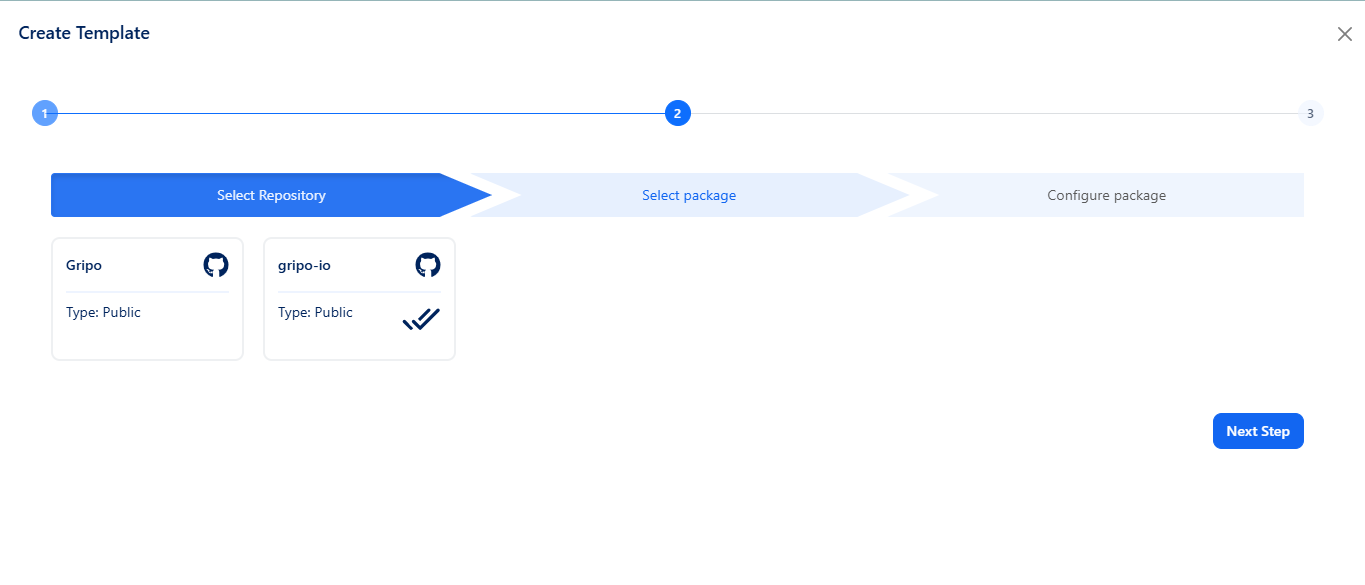 Create Template
1
2
3
Select Repository
Select package
Configure package
Gripo
Type: Public
gripo-io
Type: Public
Next Step